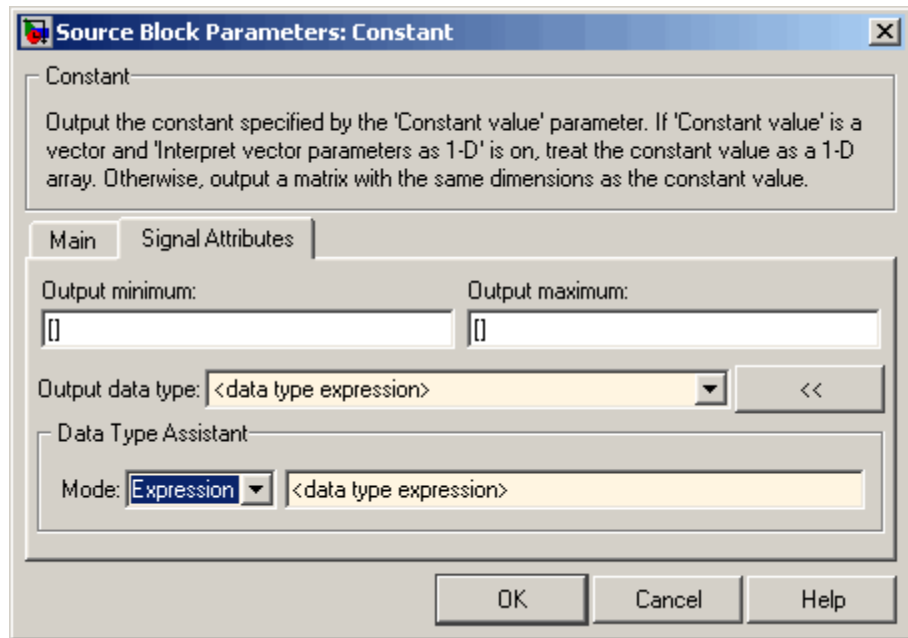 Source Block Parameters: Constant
Constant
Output the constant specified by the 'Constant value' parameter. If 'Constant value' is a
vector and 'Interpret vector parameters as 1-D' is on, treat the constant value as a 1-D
array. Otherwise, output a matrix with the same dimensions as the constant value.
Main Signal Attributes
Output minimum: Output maximum:
[] []
Output data type: <data type expression> <<
Data Type Assistant
Mode: Expression <data type expression>
OK Cancel Help